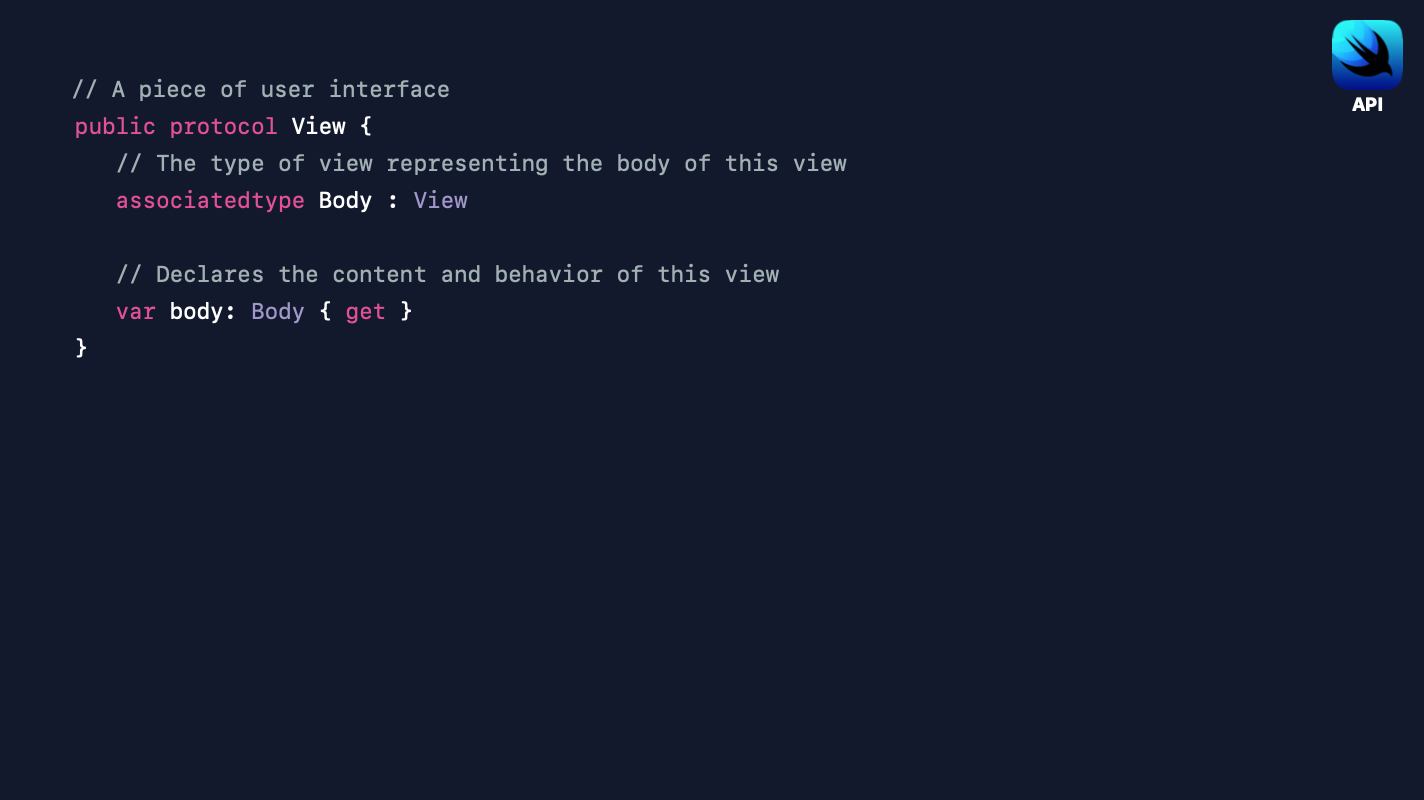 // A piece of user interface
public protocol View {
// The type of view representing the body of this view
associatedtype Body : View
// Declares the content and behavior of this view
var body: Body { get }
}
API